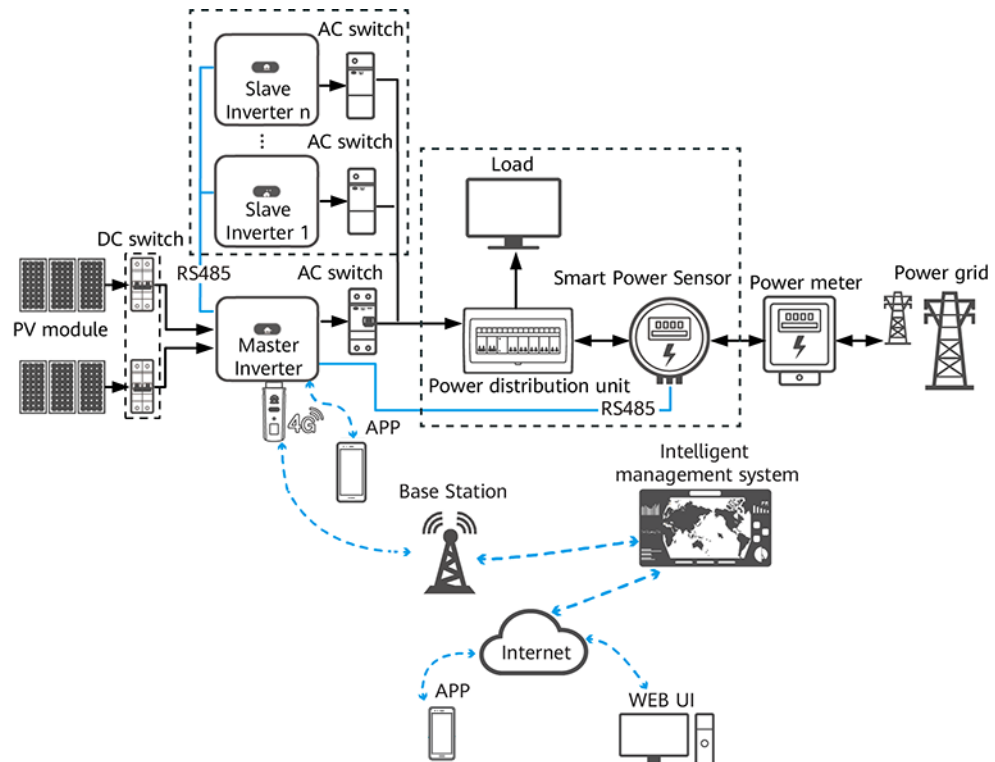 AC switch
Slave
Inverter n
AC switch
Slave
Inverter 1
Load
DC switch
RS485
AC switch
Smart Power Sensor
Power meter
Power grid
PV module
Master
Inverter
Power distribution unit
RS485
4G
APP
Intelligent
management system
Base Station
Internet
APP
WEB UI